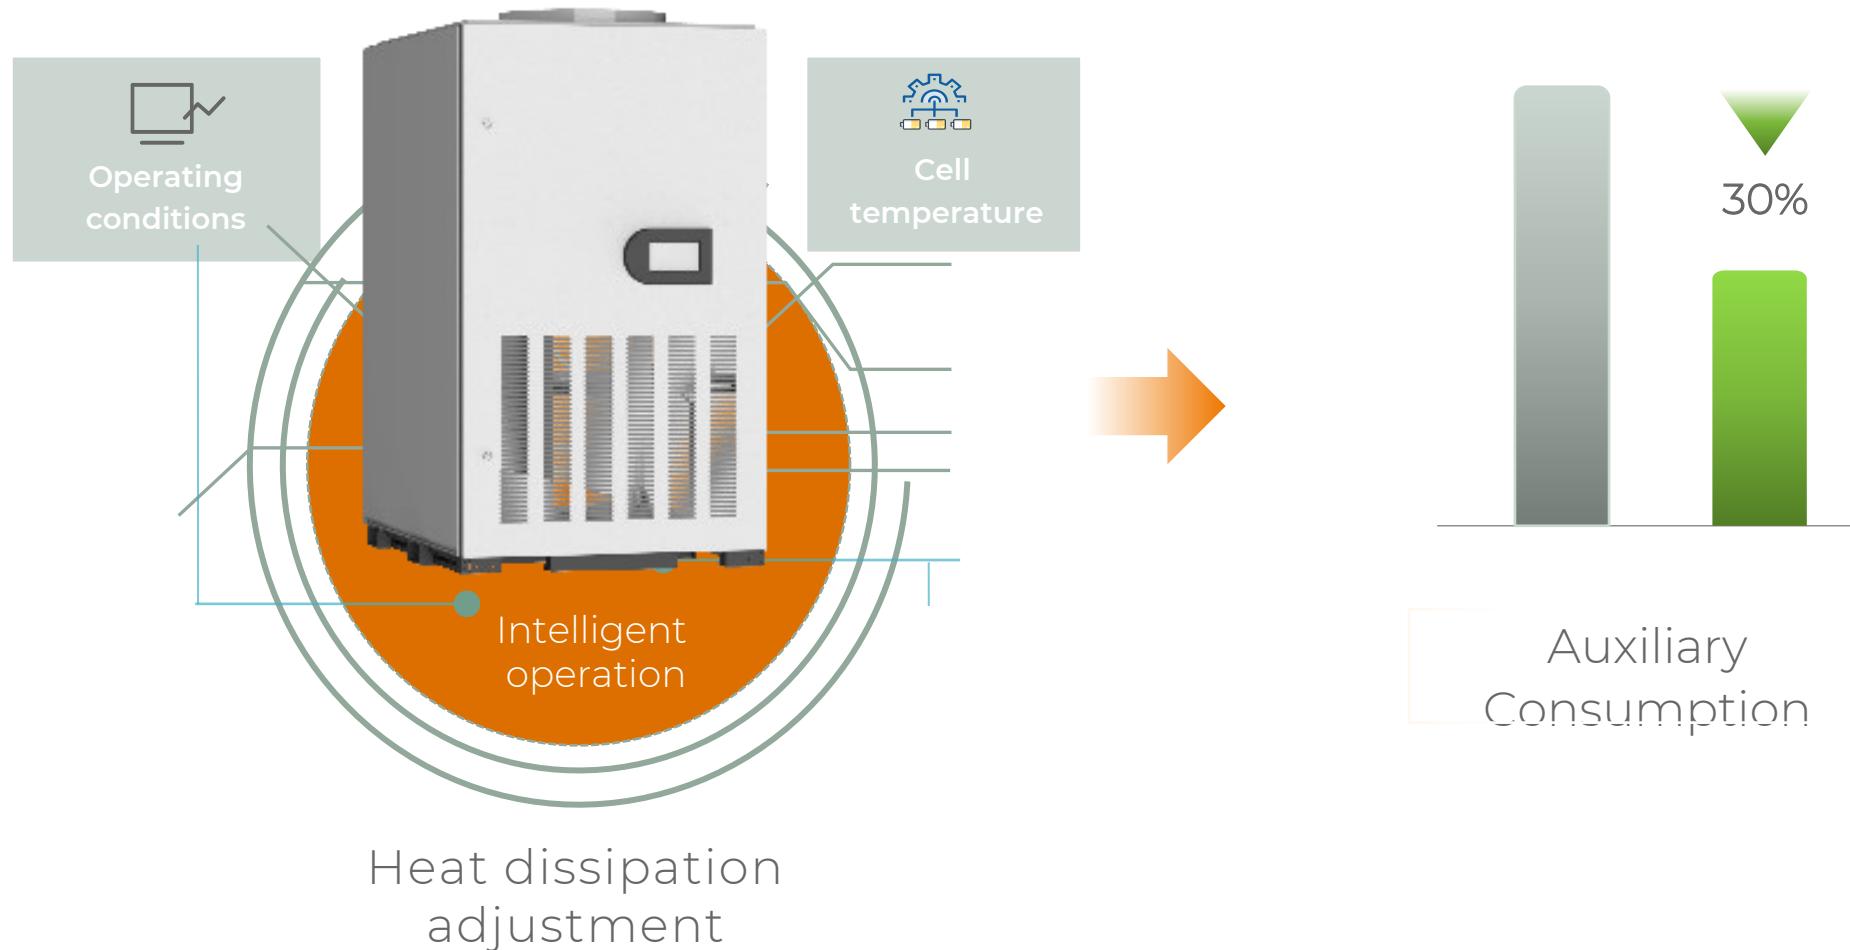 Operating
conditions
Cell
temperature
30%
Intelligent
operation
Auxiliary
Consumption
Heat dissipation
adjustment